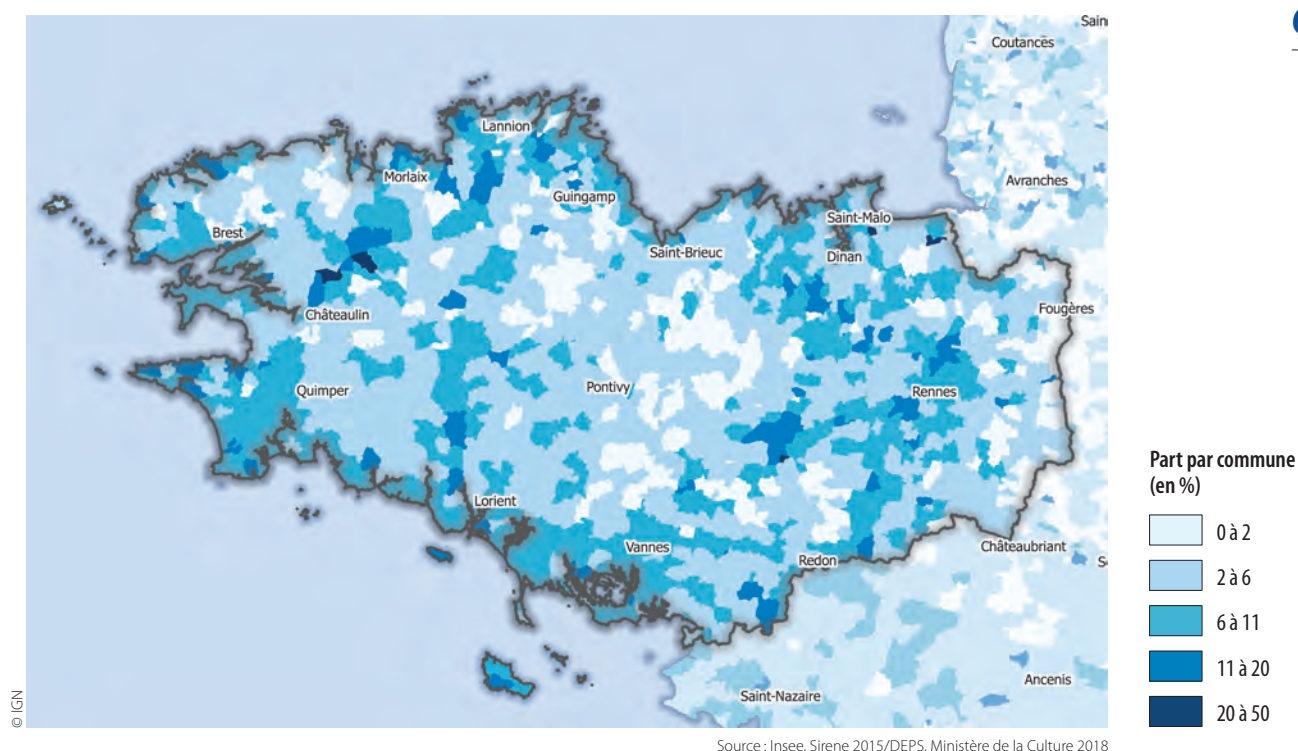 Coutances
Lannion
Morlaix
Avranches
Guingamp
Saint-Malo
Brest
Saint-Brieuc
Dinan
Châteaulin
Fougères
Quimper
Pontivy
Rennes
Lorient
Vannes
Redon
Châteaubriant
Saint-Nazaire
Ancenis
© IGN
Part par commune
(en %)
0 à 2
2 à 6
6 à 11
11 à 20
20 à 50
Source : Insee, Sirene 2015/DEPS, Ministère de la Culture 2018